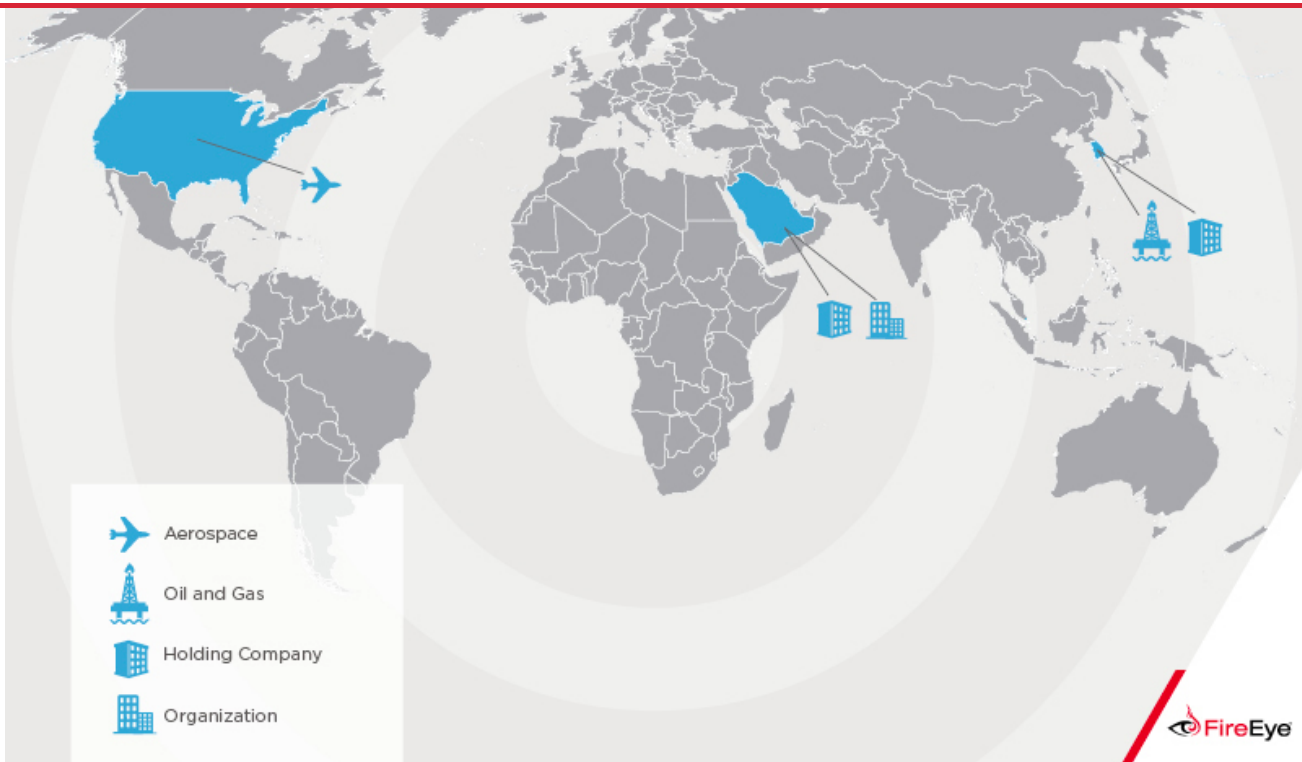 Aerospace
Oil and Gas
Holding Company
Organization
FireEye